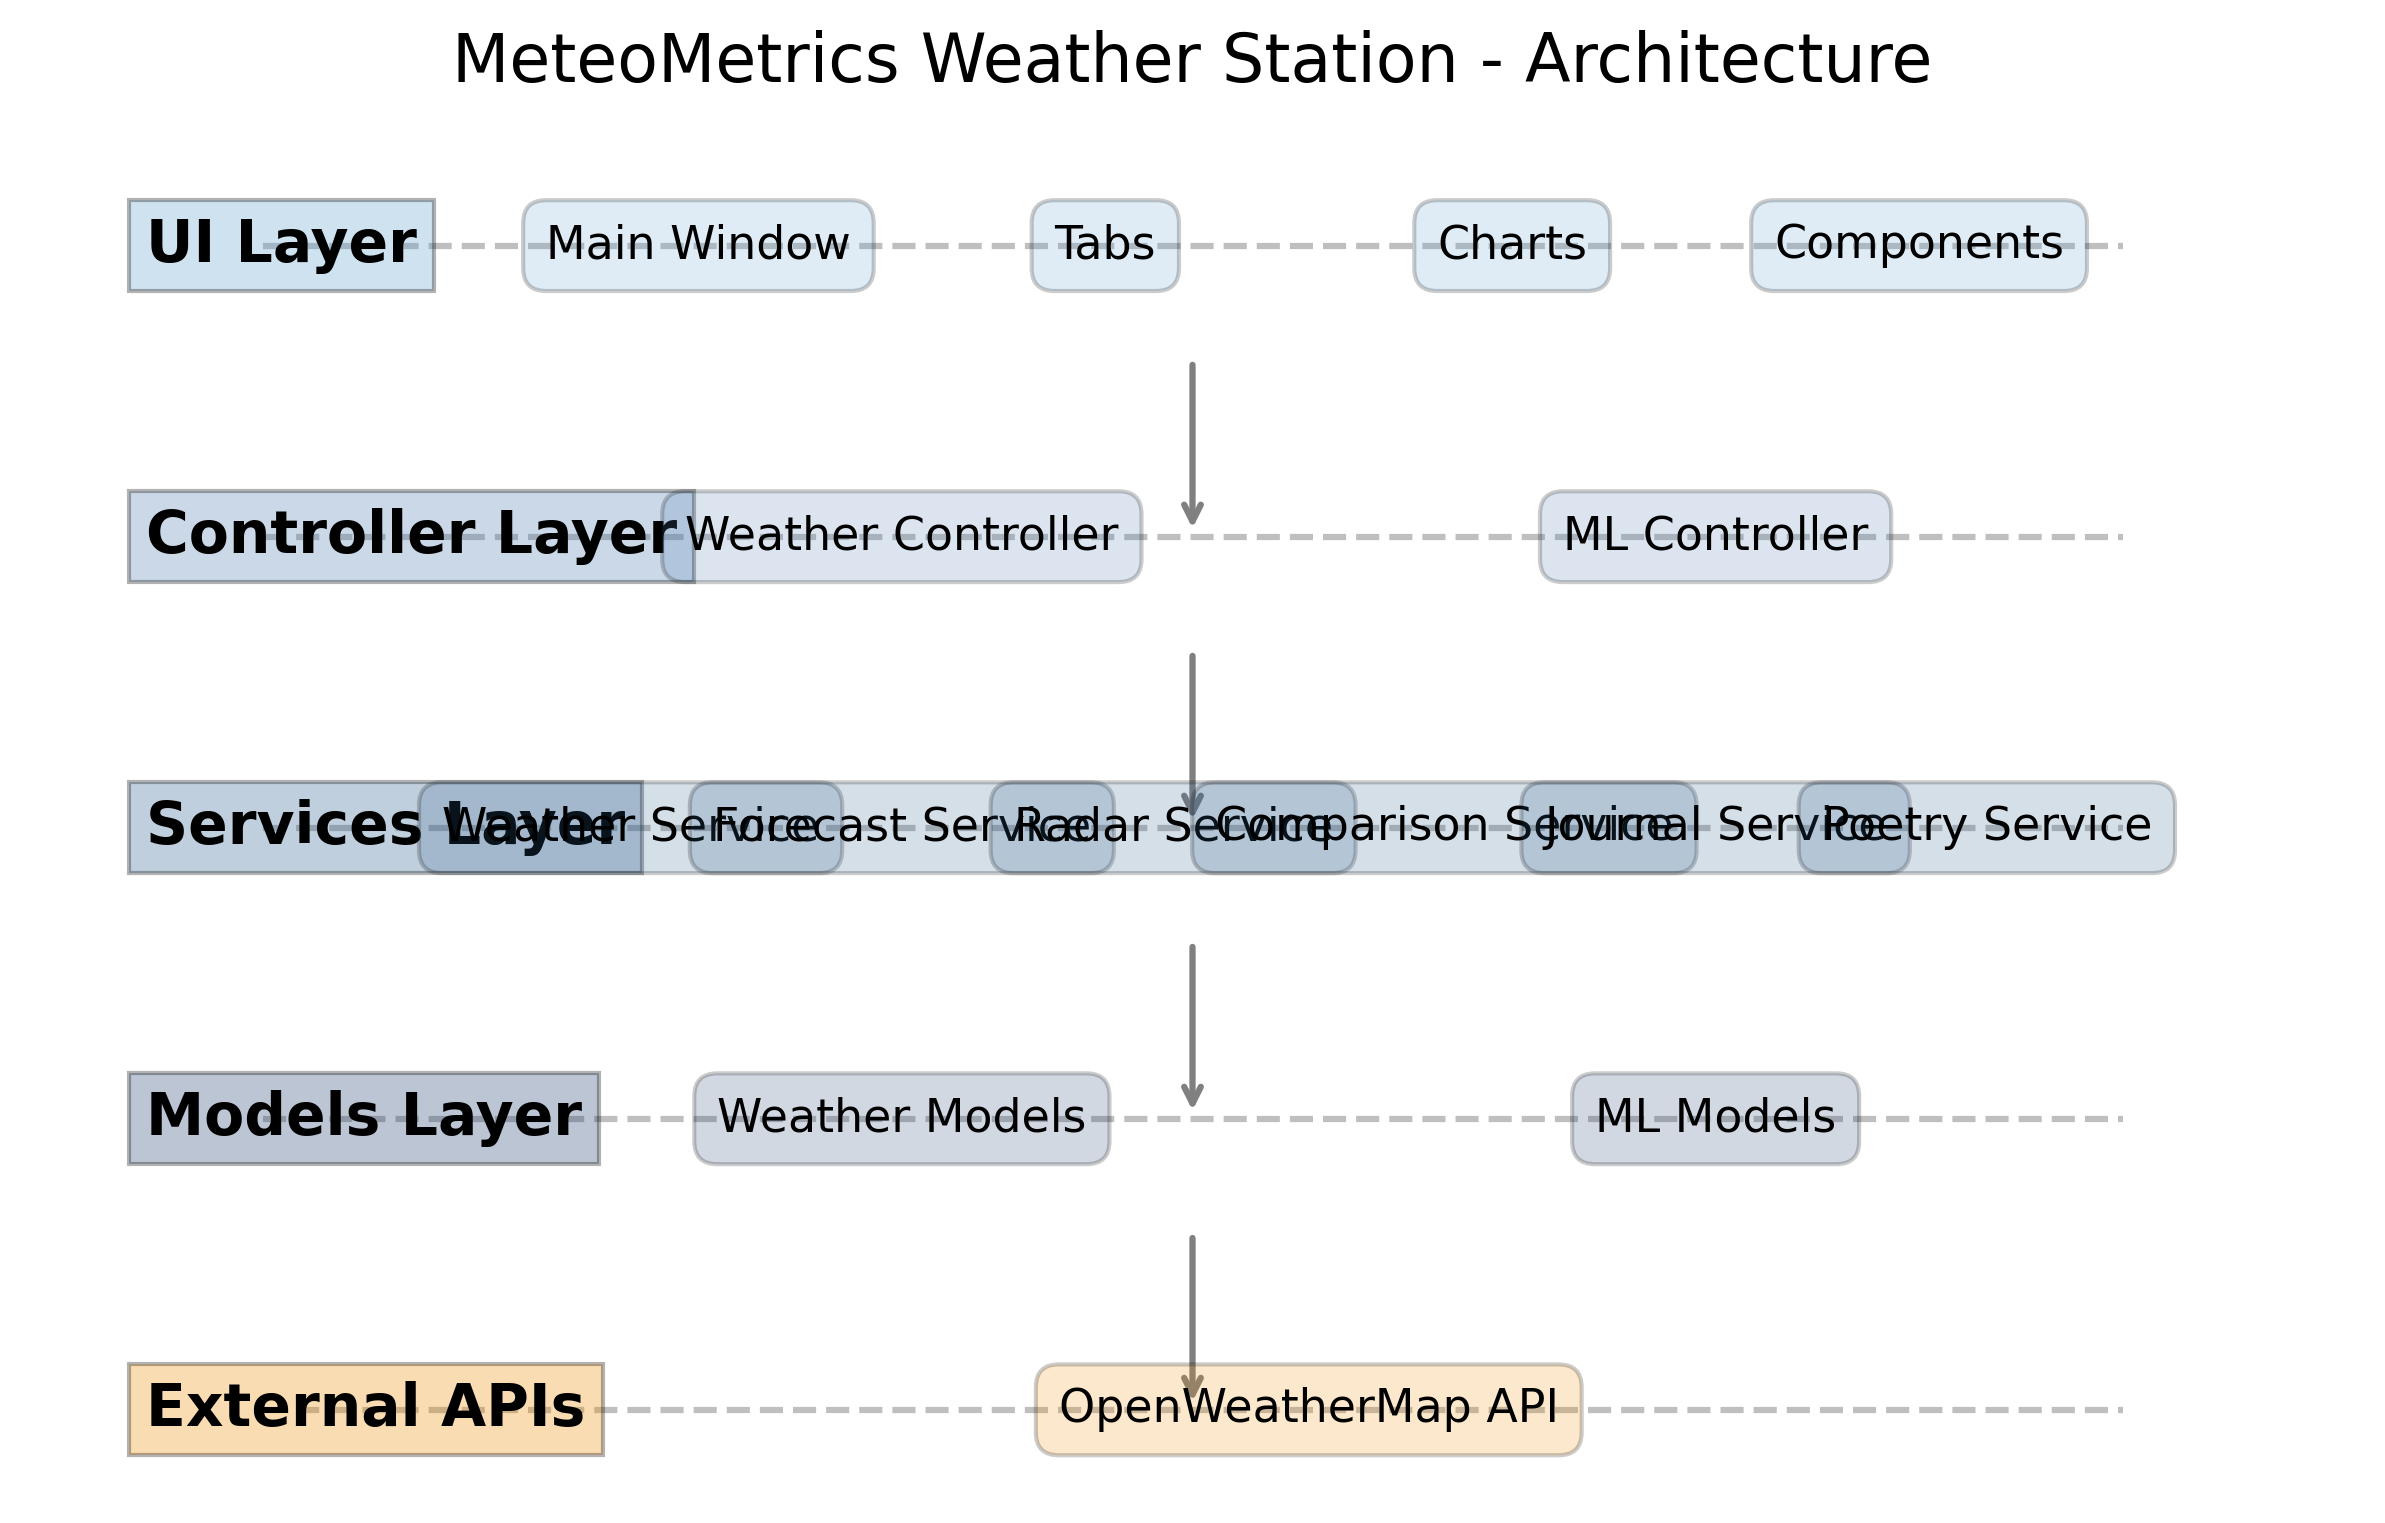 MeteoMetrics Weather Station - Architecture
UI Layer
Main Window
Tabs
Charts
Components
Controller Layer
Weather Controller
ML Controller
Services Layer
Weather Service
Forecast Service
Radar Service
Comparison Service
Journal Service
Poetry Service
Models Layer
Weather Models
ML Models
External APIs
OpenWeatherMap API